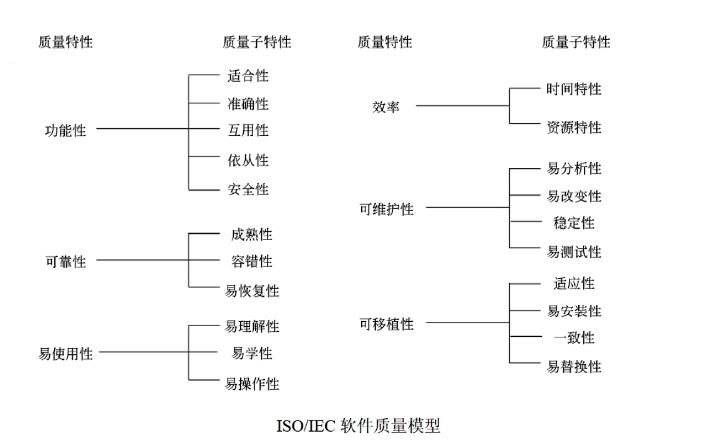 质量特性
质量子特性
功能性
适合性
准确性
互用性
依从性
安全性
可靠性
成熟性
容错性
易恢复性
易使用性
易理解性
易学性
易操作性
质量特性
质量子特性
效率
时间特性
资源特性
可维护性
易分析性
易改变性
稳定性
易测试性
可移植性
适应性
易安装性
一致性
易替换性
ISO/IEC 软件质量模型